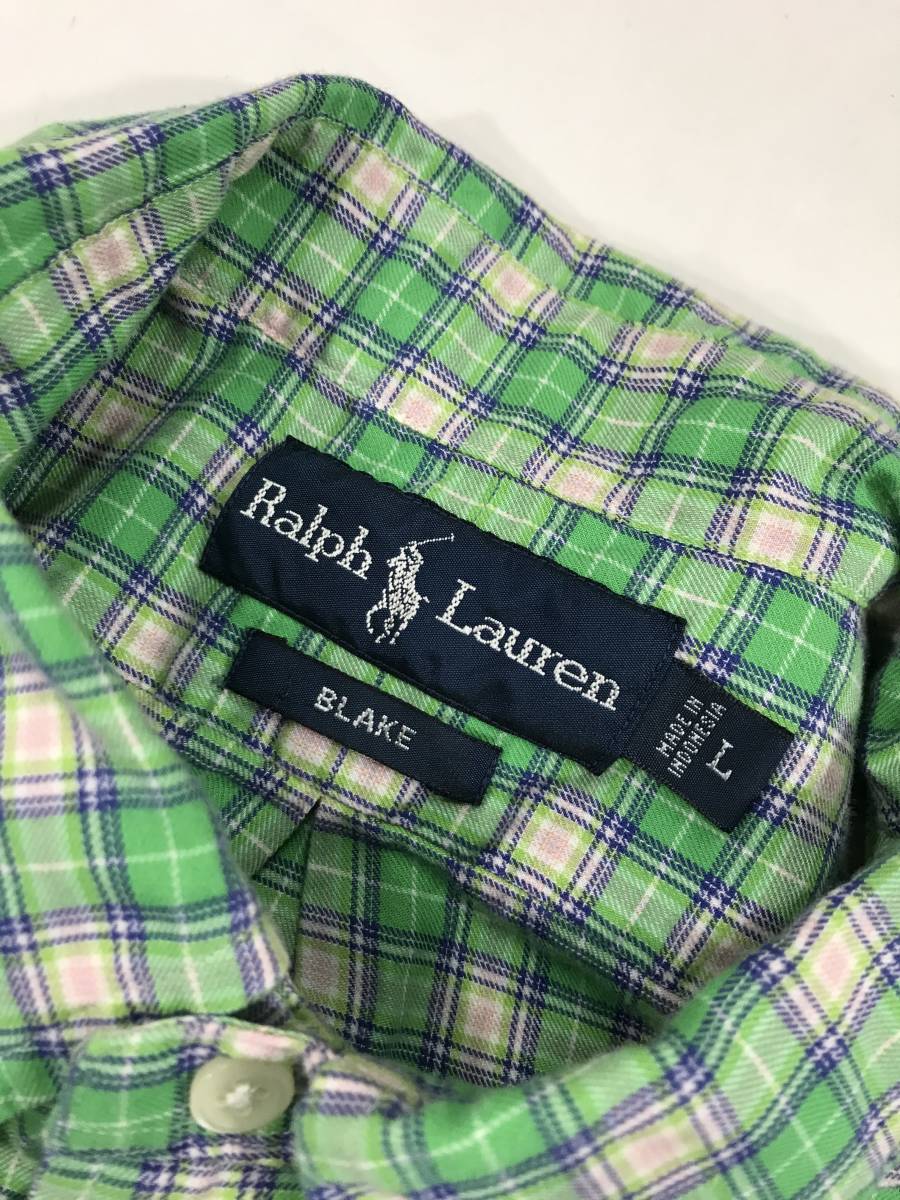 Ralph Lauren
BLAKE
MADE IN
INDONESIA
L